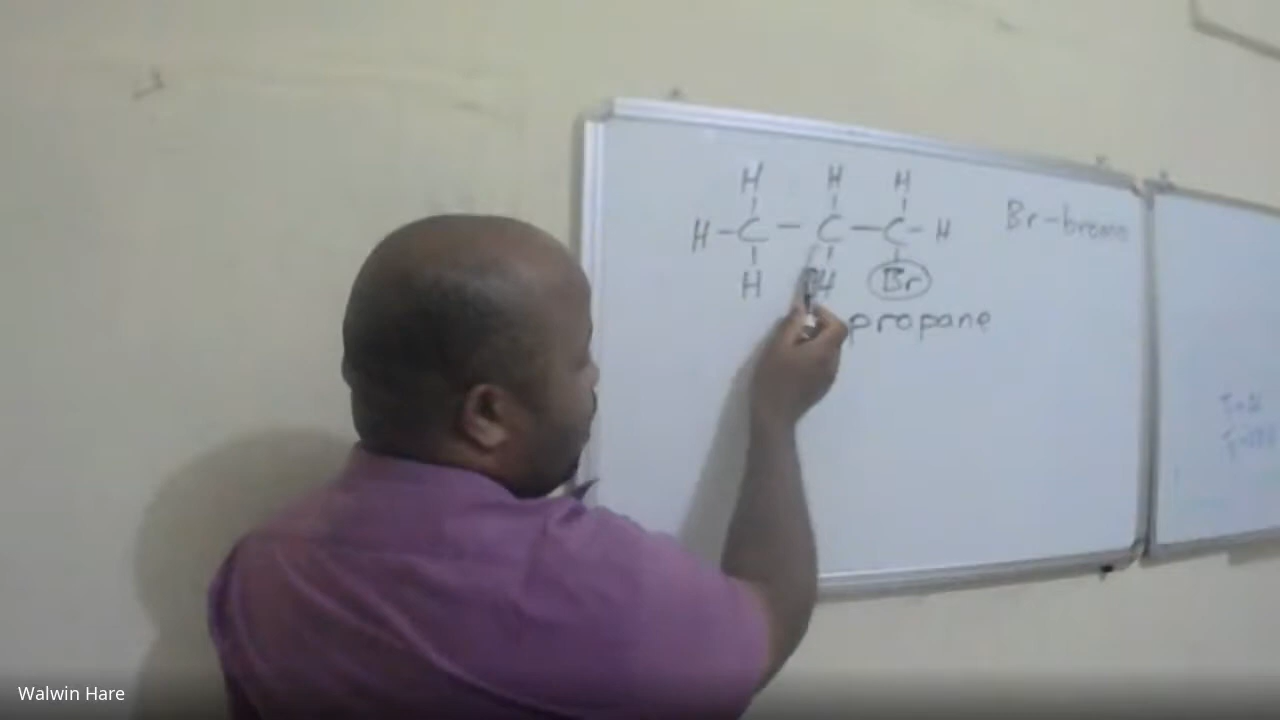 H H H
H-C-C-C-H Br-bromo
H H Br
propane
Walwin Hare